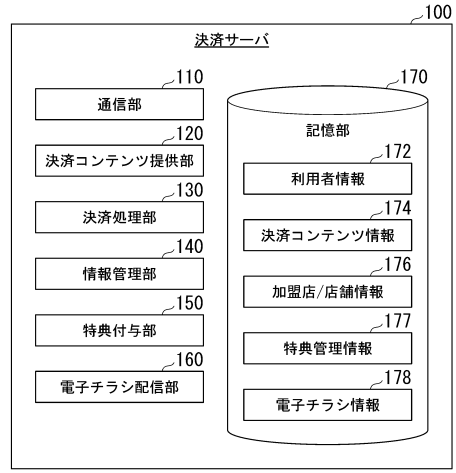 100
決済サーバ
110
通信部
120
決済コンテンツ提供部
130
決済処理部
140
情報管理部
150
特典付与部
160
電子チラシ配信部
170
記憶部
172
利用者情報
174
決済コンテンツ情報
176
加盟店/店舗情報
177
特典管理情報
178
電子チラシ情報